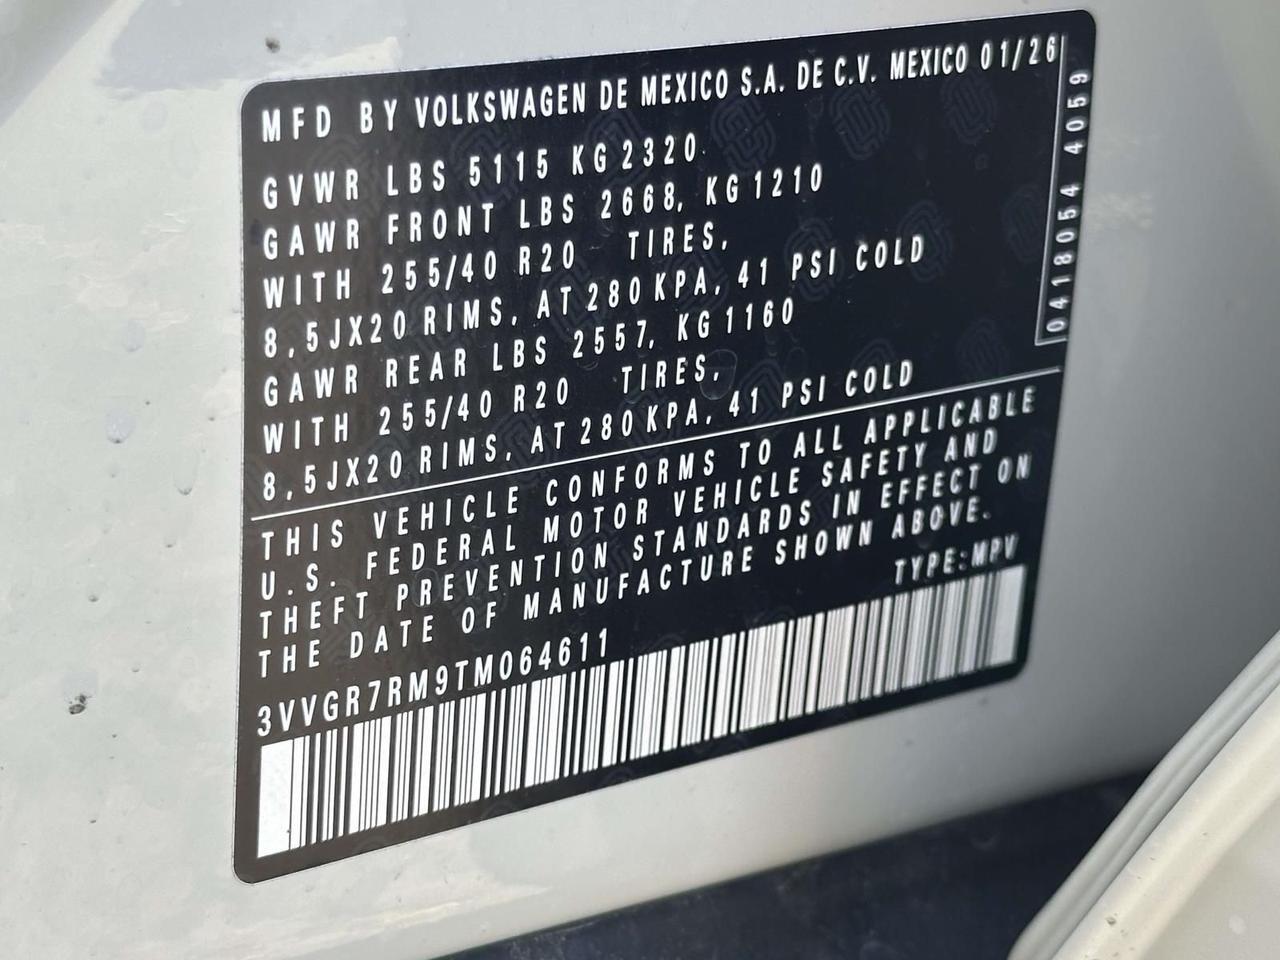 MFD BY VOLKSWAGEN DE MEXICO S.A. DE C.V. MEXICO 01/26
GVWR LBS 5115 KG 2320
GAWR FRONT LBS 2668, KG 1210
WITH 255/40 R20 TIRES,
8,5JX20 RIMS, AT 280 KPA, 41 PSI COLD
GAWR REAR LBS 2557, KG 1160
WITH 255/40 R20 TIRES,
8,5JX20 RIMS, AT 280 KPA, 41 PSI COLD
0418054 4059
THIS VEHICLE CONFORMS TO ALL APPLICABLE
U.S. FEDERAL MOTOR VEHICLE SAFETY AND
THEFT PREVENTION STANDARDS IN EFFECT ON
THE DATE OF MANUFACTURE SHOWN ABOVE.
TYPE:MPV
3VVGR7RM9TM064611